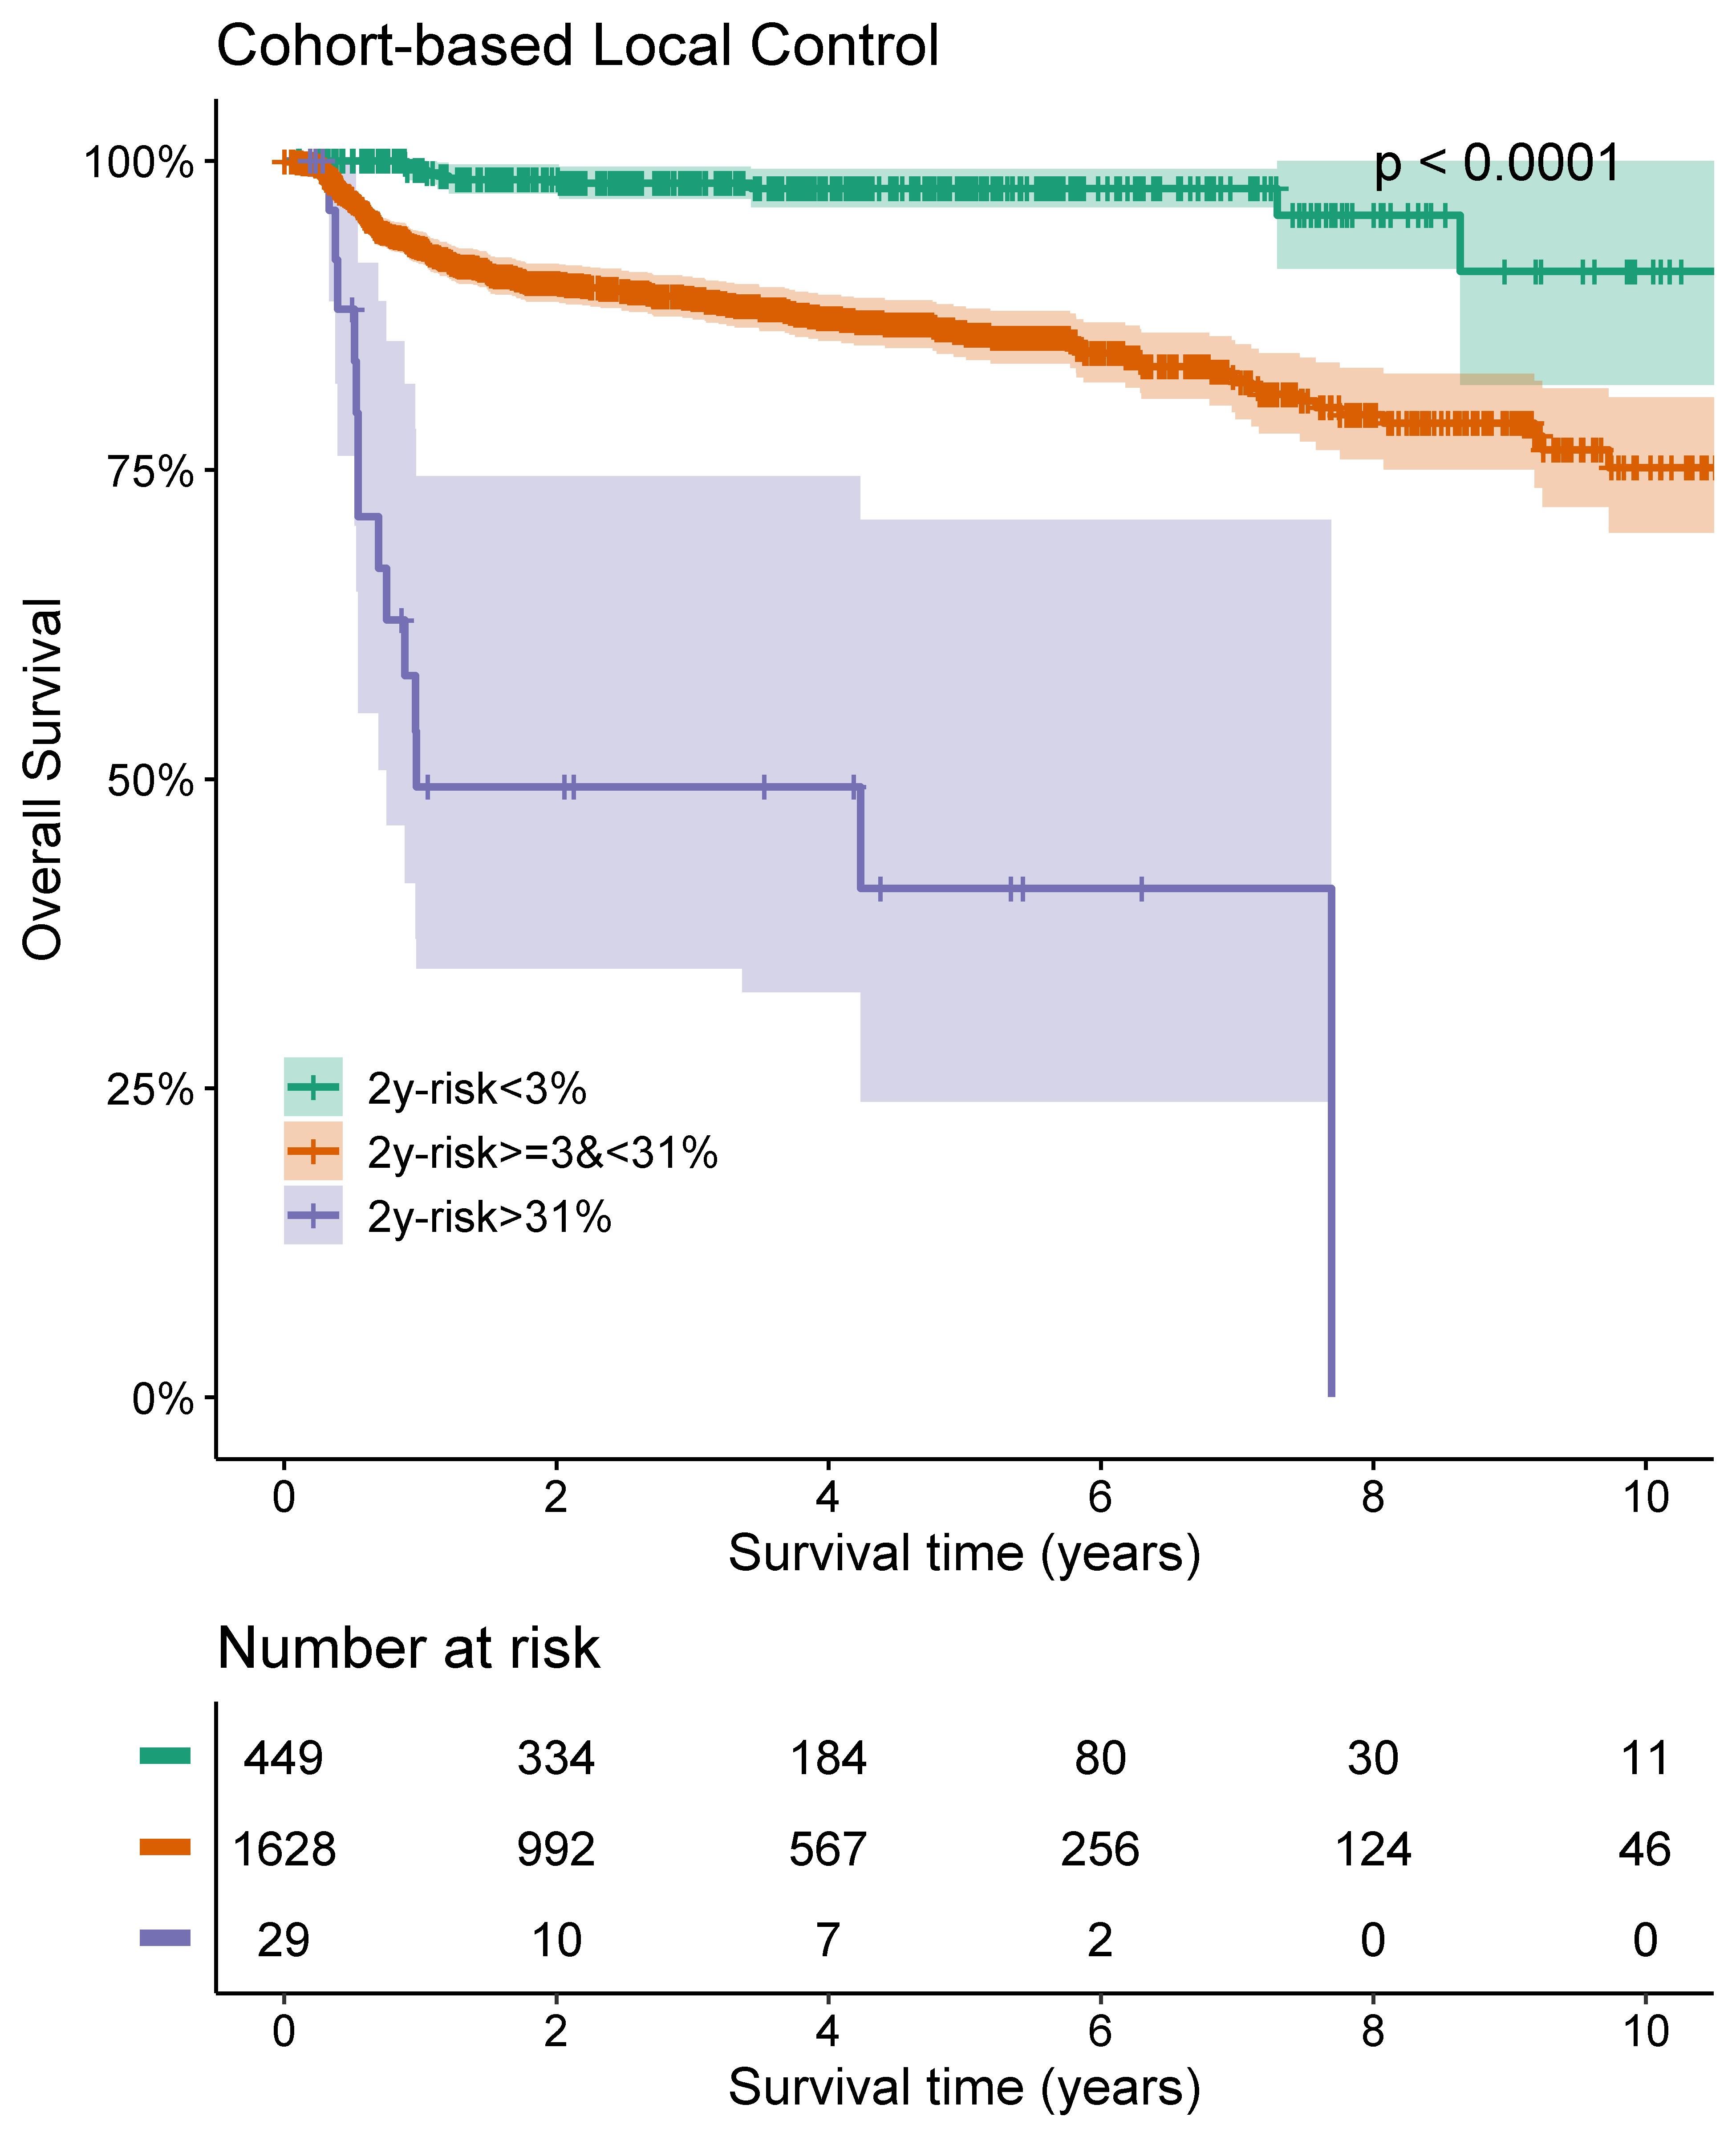 Cohort-based Local Control
p < 0.0001
100%
75%
50%
25%
0%
Overall Survival
2y-risk<3%
2y-risk>=3&<31%
2y-risk>31%
0 2 4 6 8 10
Survival time (years)
Number at risk
449 334 184 80 30 11
1628 992 567 256 124 46
29 10 7 2 0 0
0 2 4 6 8 10
Survival time (years)